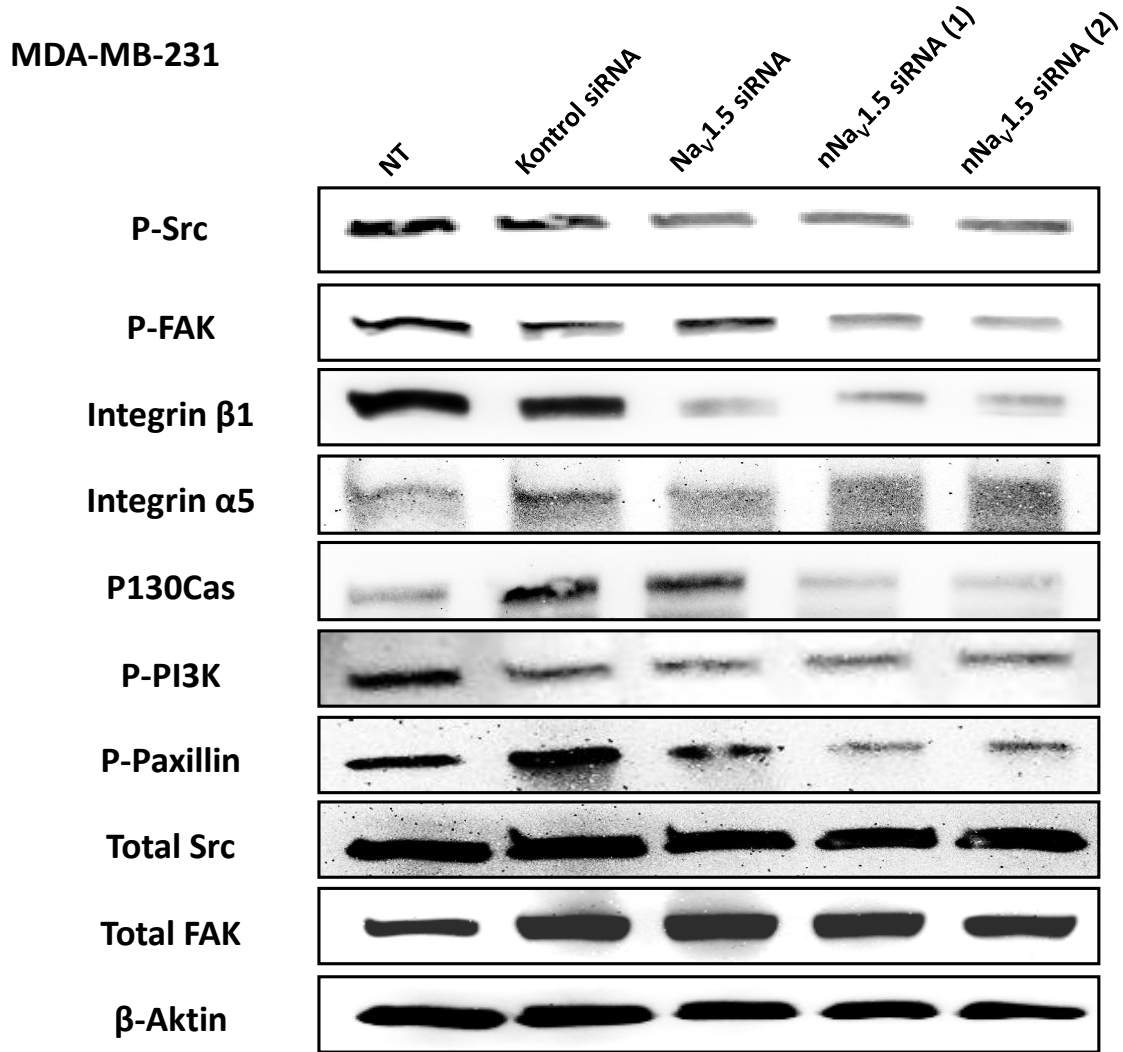 MDA-MB-231
NT
Kontrol siRNA
Naᵥ1.5 siRNA
nNaᵥ1.5 siRNA (1)
nNaᵥ1.5 siRNA (2)
P-Src
P-FAK
Integrin β1
Integrin α5
P130Cas
P-PI3K
P-Paxillin
Total Src
Total FAK
β-Aktin